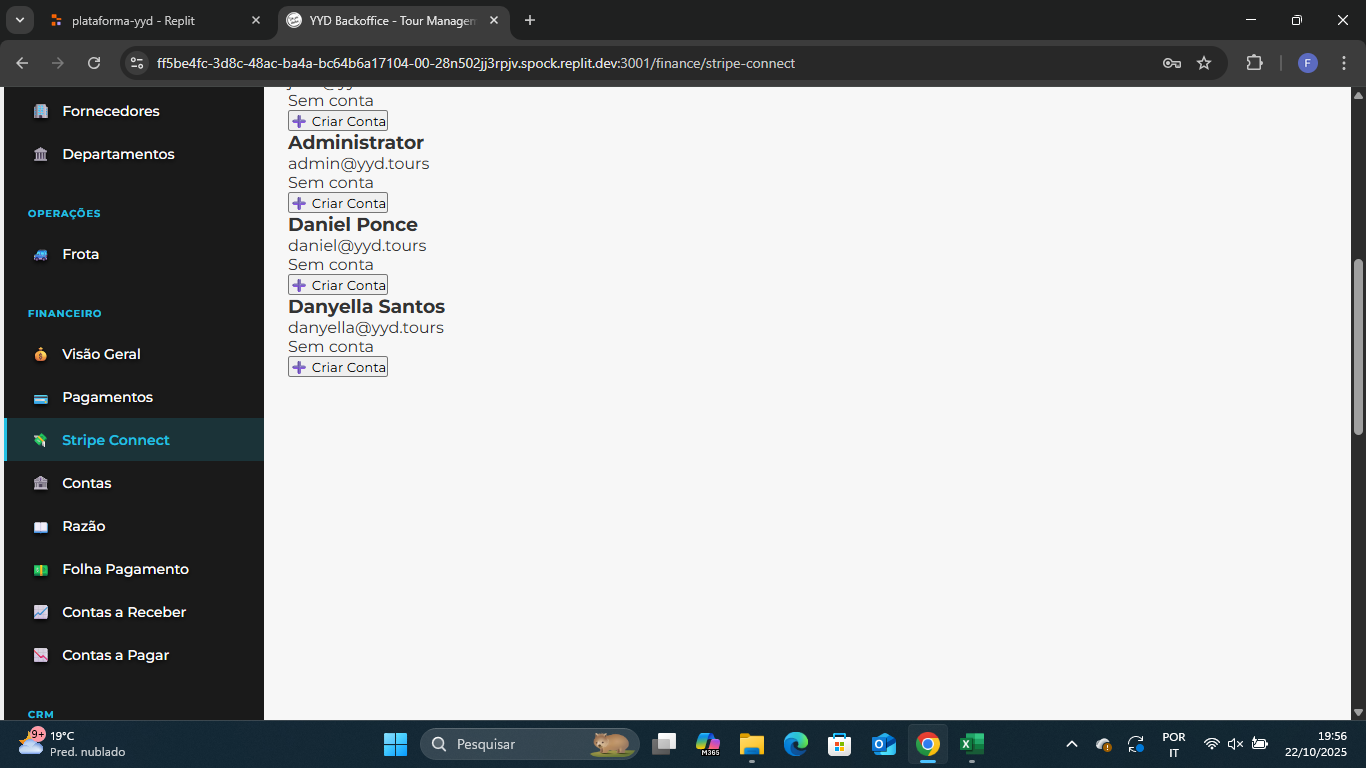 plataforma-yyd - Replit
YYD Backoffice - Tour Managem
ff5be4fc-3d8c-48ac-ba4a-bc64b6a17104-00-28n502jj3rpjv.spock.replit.dev:3001/finance/stripe-connect
F
Fornecedores
Departamentos
OPERAÇÕES
Frota
FINANCEIRO
Visão Geral
Pagamentos
Stripe Connect
Contas
Razão
Folha Pagamento
Contas a Receber
Contas a Pagar
CRM
Sem conta
Criar Conta
Administrator
admin@yyd.tours
Sem conta
Criar Conta
Daniel Ponce
daniel@yyd.tours
Sem conta
Criar Conta
Danyella Santos
danyella@yyd.tours
Sem conta
Criar Conta
9+
19°C
Pred. nublado
Pesquisar
M365
POR
IT
19:56
22/10/2025